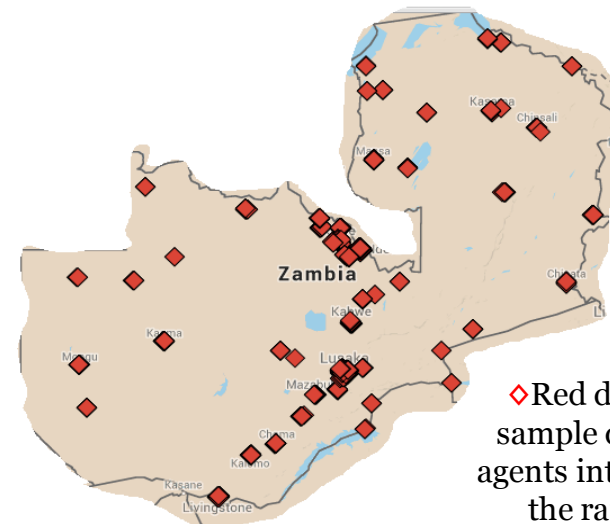 Kasama
Chinsali
Mansa
Zambia
Chipata
Kabwe
Kaoma
Mongu
Lusaka
Mazabu
Choma
Kalomo
Kasane
Livingstone
Red d
sample o
agents int
the ra